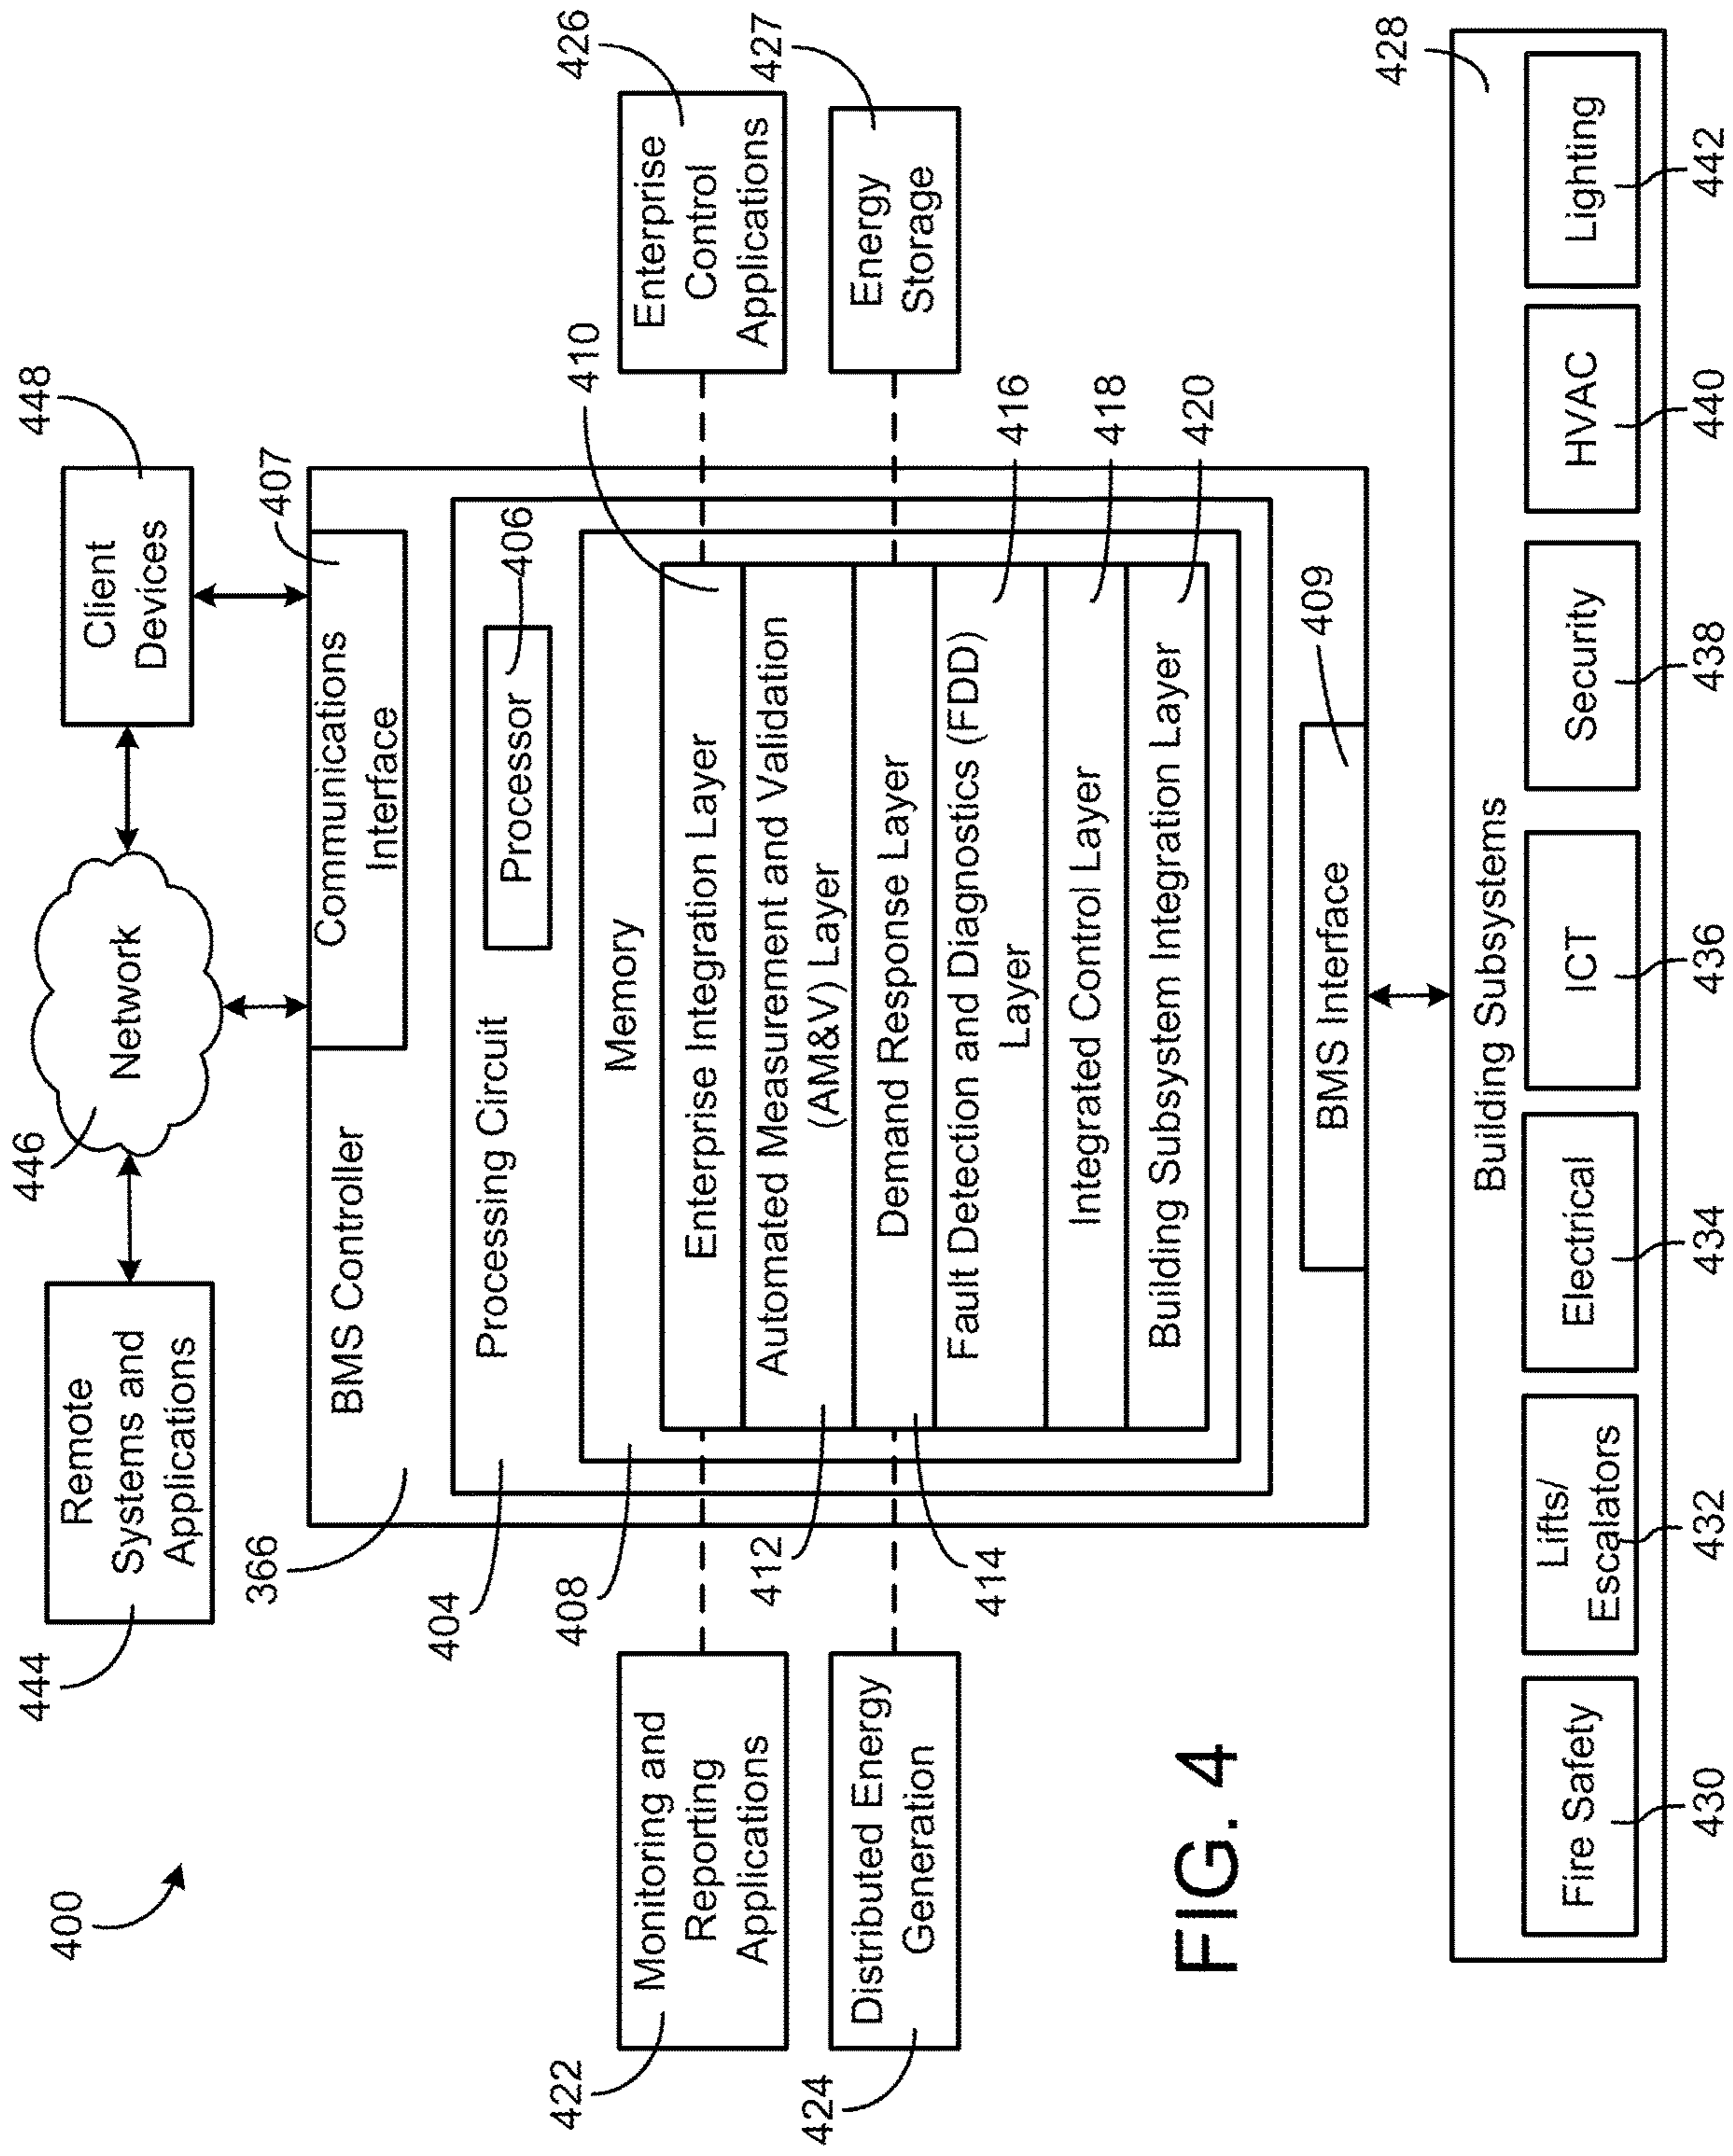 400
444
Remote
Systems and
Applications
446
Network
448
Client
Devices
366
BMS Controller
407
Communications
Interface
404
Processing Circuit
Processor
406
408
Memory
410
Enterprise Integration Layer
412
Automated Measurement and Validation
(AM&V) Layer
414
Demand Response Layer
416
Fault Detection and Diagnostics (FDD)
Layer
418
Integrated Control Layer
420
Building Subsystem Integration Layer
422
Monitoring and
Reporting
Applications
424
Distributed Energy
Generation
426
Enterprise
Control
Applications
427
Energy
Storage
BMS Interface
409
FIG. 4
Building Subsystems
428
Fire Safety
Lifts/
Escalators
Electrical
ICT
Security
HVAC
Lighting
430
432
434
436
438
440
442